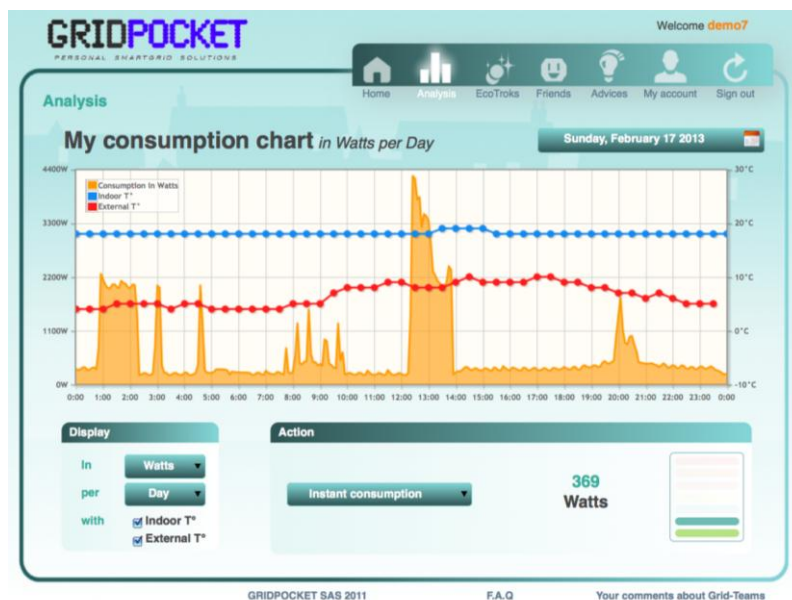 GRIDPOCKET
PERSONAL SMARTGRID SOLUTIONS
Welcome demo7
Home Analysis EcoTroks Friends Advices My account Sign out
Analysis
My consumption chart in Watts per Day
Sunday, February 17 2013
4400W
3300W
2200W
1100W
0W
Consumption in Watts
Indoor T°
External T°
30°C
20°C
10°C
0°C
-10°C
0:00 1:00 2:00 3:00 4:00 5:00 6:00 7:00 8:00 9:00 10:00 11:00 12:00 13:00 14:00 15:00 16:00 17:00 18:00 19:00 20:00 21:00 22:00 23:00 0:00
Display
In Watts
per Day
with Indoor T°
External T°
Action
Instant consumption
369
Watts
GRIDPOCKET SAS 2011 F.A.Q Your comments about Grid-Teams